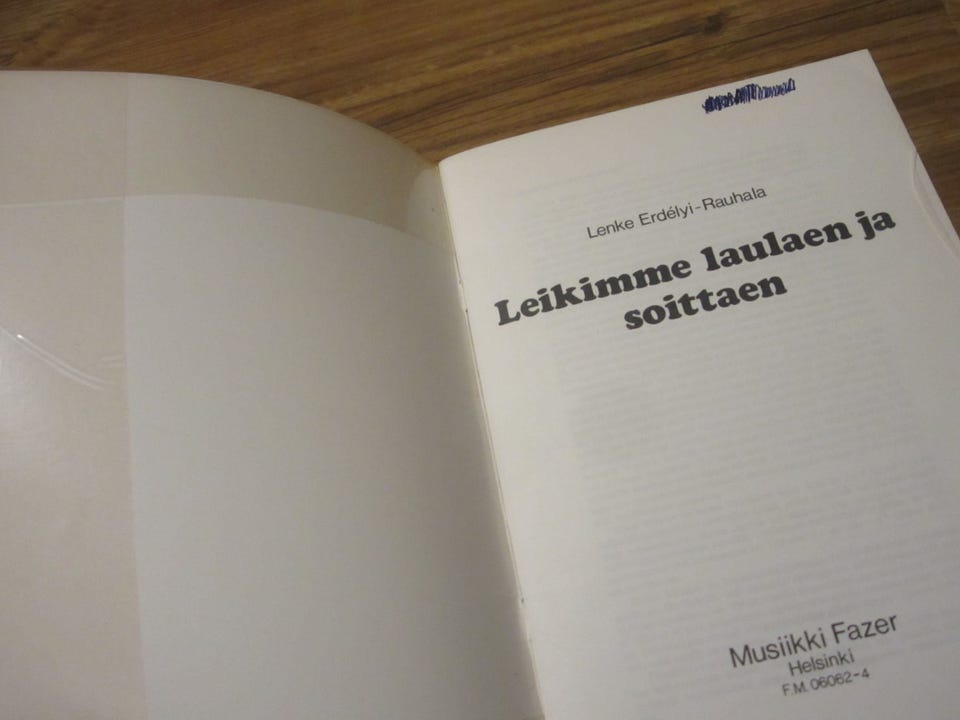 Lenke Erdélyi-Rauhala
Leikimme laulaen ja
soittaen
Musiikki Fazer
Helsinki
F.M. 06062-4